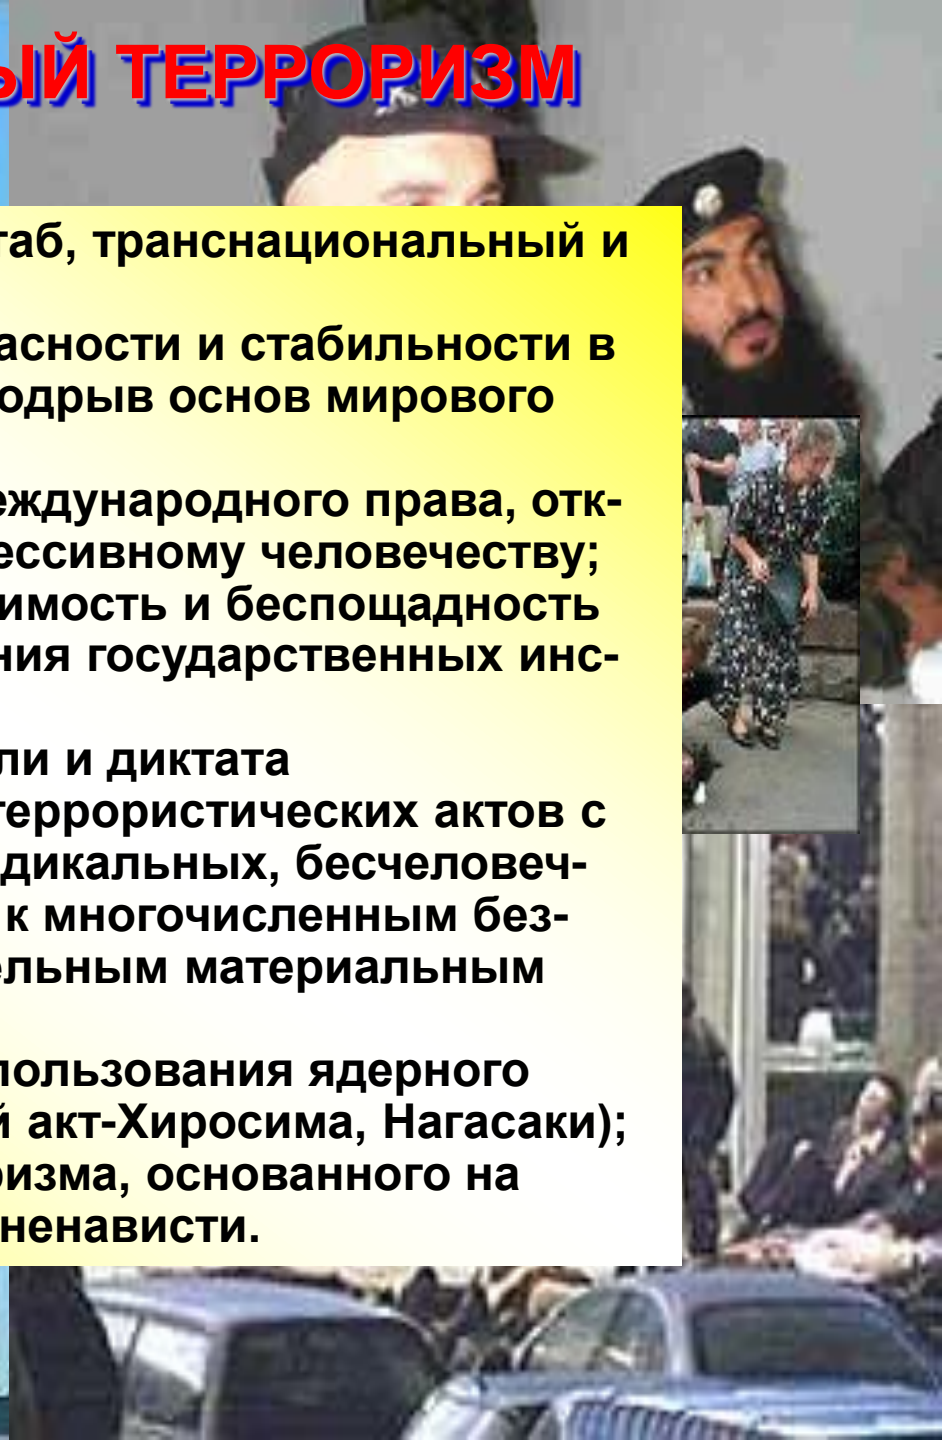 ЫЙ ТЕРРОРИЗМ
таб, транснациональный и
асности и стабильности в
одрыв основ мирового
еждународного права, отк-
ессивному человечеству;
имость и беспощадность
ния государственных инс-
ли и диктата
террористических актов с
дикальных, бесчеловеч-
к многочисленным без-
ельным материальным
пользования ядерного
й акт-Хиросима, Нагасаки);
ризма, основанного на
ненависти.